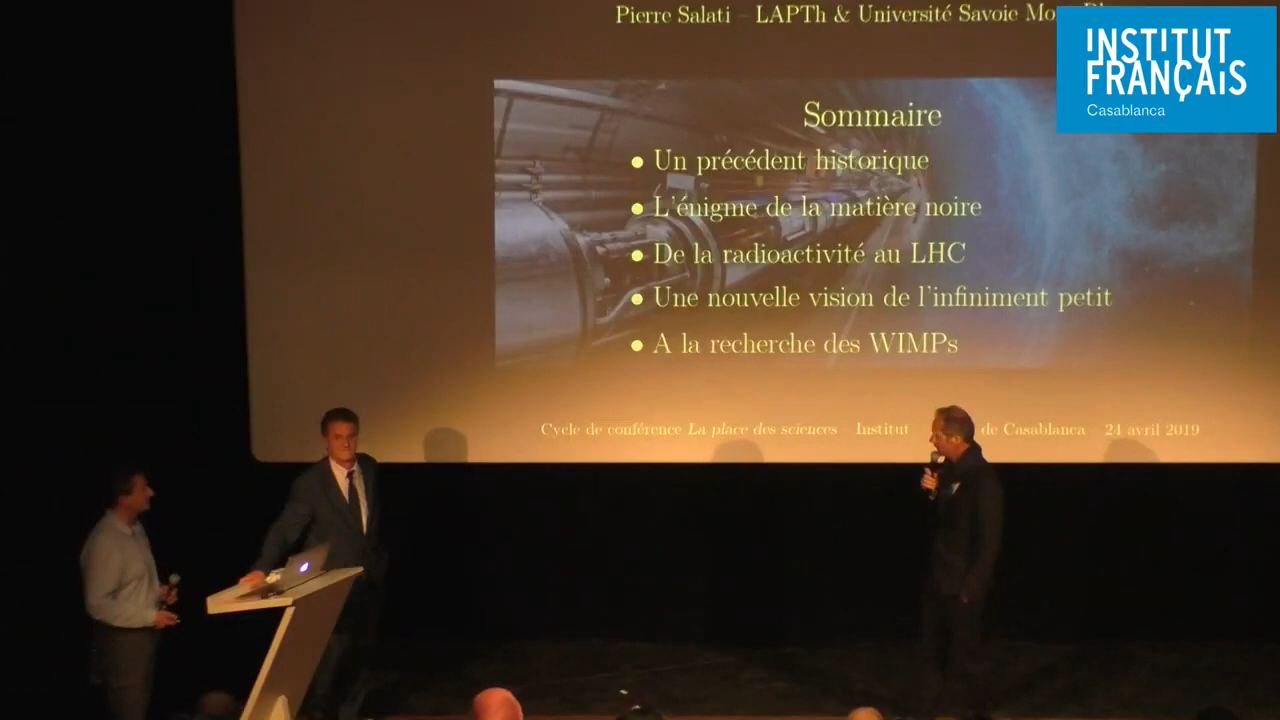 Pierre Salati – LAPTh & Université Savoie
INSTITUT
FRANÇAIS
Casablanca
Sommaire
• Un précédent historique
• L'énigme de la matière noire
• De la radioactivité au LHC
• Une nouvelle vision de l'infiniment petit
• A la recherche des WIMPs
Cycle de conférence La place des sciences – Institut de Casablanca – 24 avril 2019